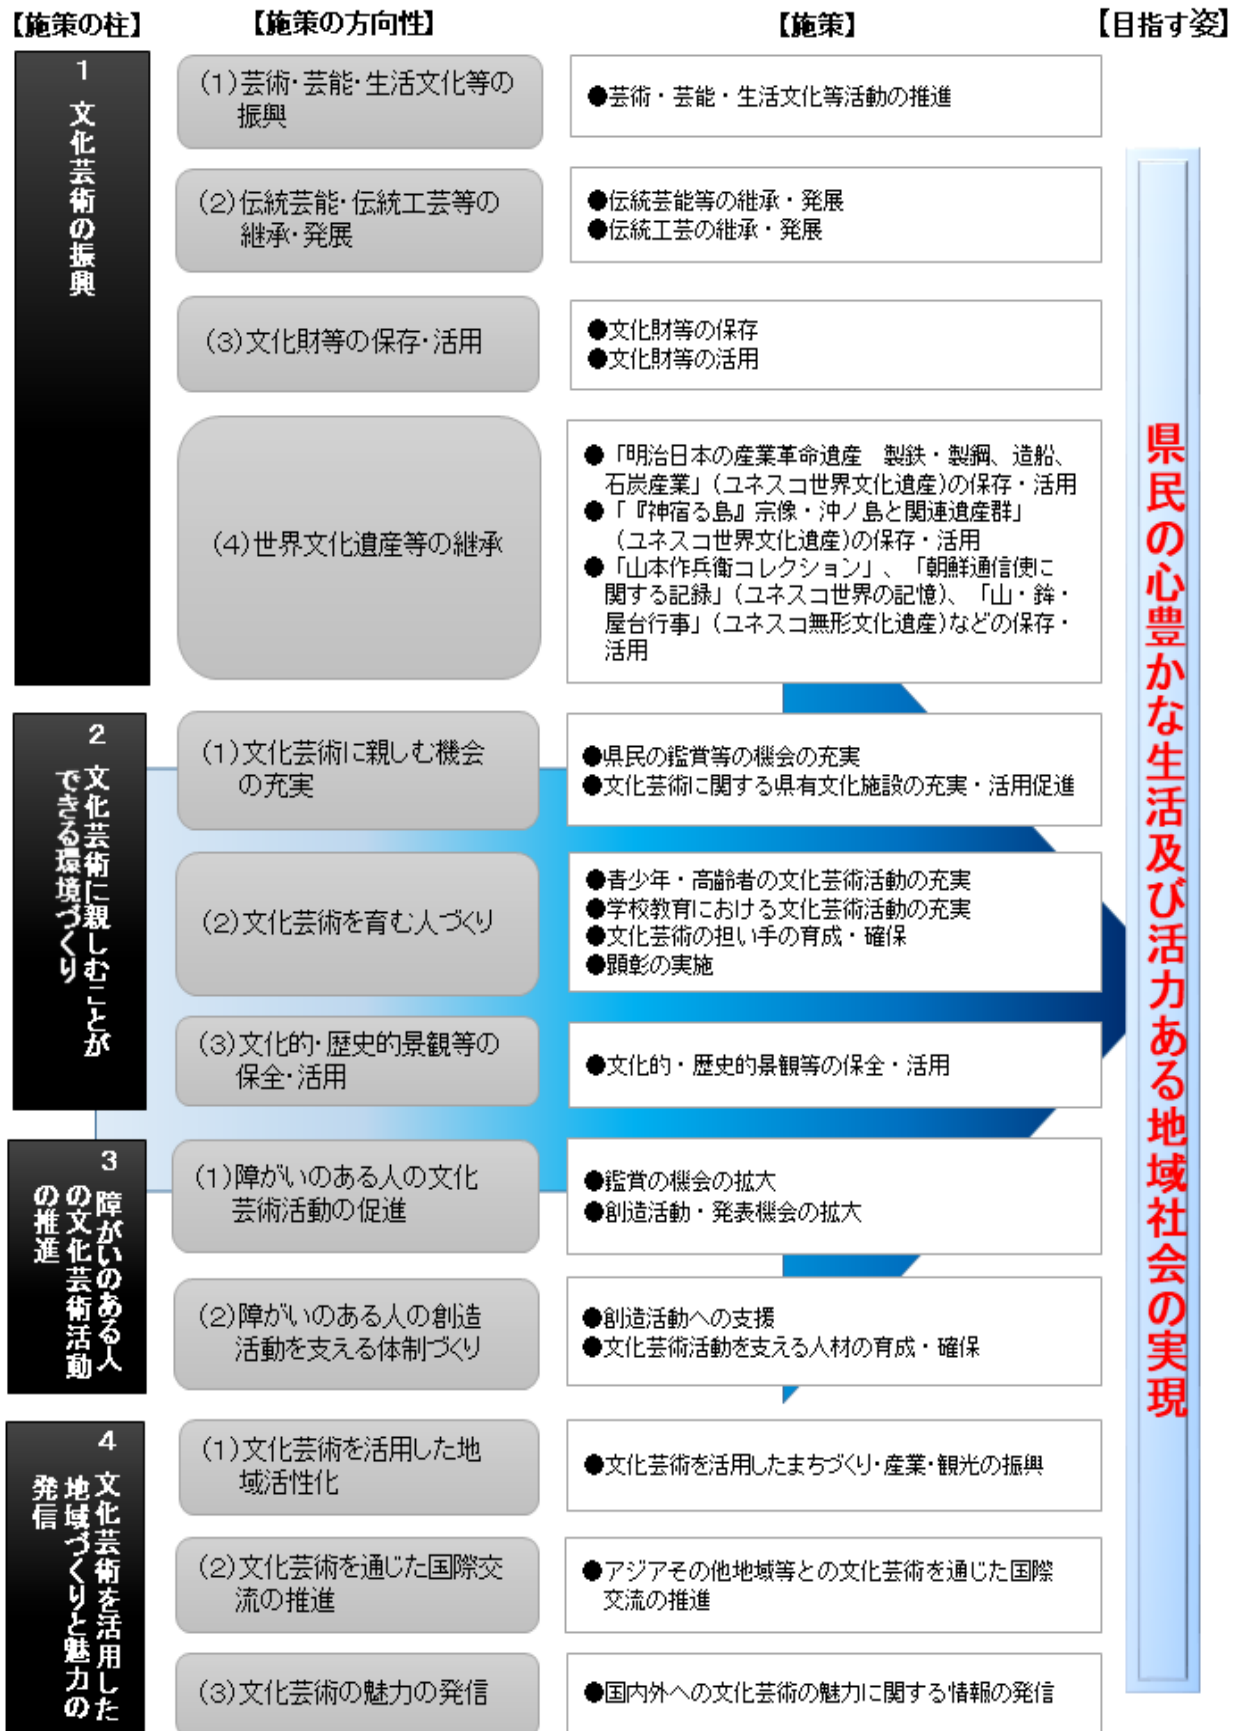 【施策の柱】
【施策の方向性】
【施策】
【目指す姿】
1 文化芸術の振興
(1)芸術・芸能・生活文化等の
振興
●芸術・芸能・生活文化等活動の推進
(2)伝統芸能・伝統工芸等の
継承・発展
●伝統芸能等の継承・発展
●伝統工芸の継承・発展
(3)文化財等の保存・活用
●文化財等の保存
●文化財等の活用
(4)世界文化遺産等の継承
●「明治日本の産業革命遺産 製鉄・製鋼、造船、
石炭産業」(ユネスコ世界文化遺産)の保存・活用
●「『神宿る島』宗像・沖ノ島と関連遺産群」
(ユネスコ世界文化遺産)の保存・活用
●「山本作兵衛コレクション」、「朝鮮通信使に
関する記録」(ユネスコ世界の記憶)、「山・鉾・
屋台行事」(ユネスコ無形文化遺産)などの保存・
活用
2 文化芸術に親しむことが
できる環境づくり
(1)文化芸術に親しむ機会
の充実
●県民の鑑賞等の機会の充実
●文化芸術に関する県有文化施設の充実・活用促進
(2)文化芸術を育む人づくり
●青少年・高齢者の文化芸術活動の充実
●学校教育における文化芸術活動の充実
●文化芸術の担い手の育成・確保
●顕彰の実施
(3)文化的・歴史的景観等の
保全・活用
●文化的・歴史的景観等の保全・活用
3 障がいのある人
の文化芸術活動
の推進
(1)障がいのある人の文化
芸術活動の促進
●鑑賞の機会の拡大
●創造活動・発表機会の拡大
(2)障がいのある人の創造
活動を支える体制づくり
●創造活動への支援
●文化芸術活動を支える人材の育成・確保
4 文化芸術を活用した
地域づくりと魅力の
発信
(1)文化芸術を活用した地
域活性化
●文化芸術を活用したまちづくり・産業・観光の振興
(2)文化芸術を通じた国際交
流の推進
●アジアその他地域等との文化芸術を通じた国際
交流の推進
(3)文化芸術の魅力の発信
●国内外への文化芸術の魅力に関する情報の発信
県民の心豊かな生活及び活力ある地域社会の実現